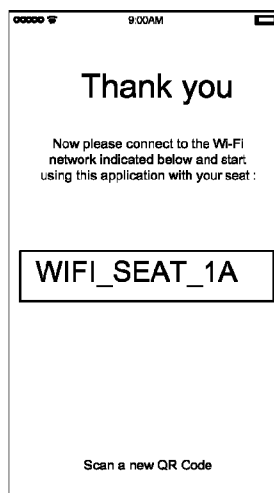 9:00AM
Thank you
Now please connect to the Wi-Fi
network indicated below and start
using this application with your seat :
WIFI_SEAT_1A
Scan a new QR Code